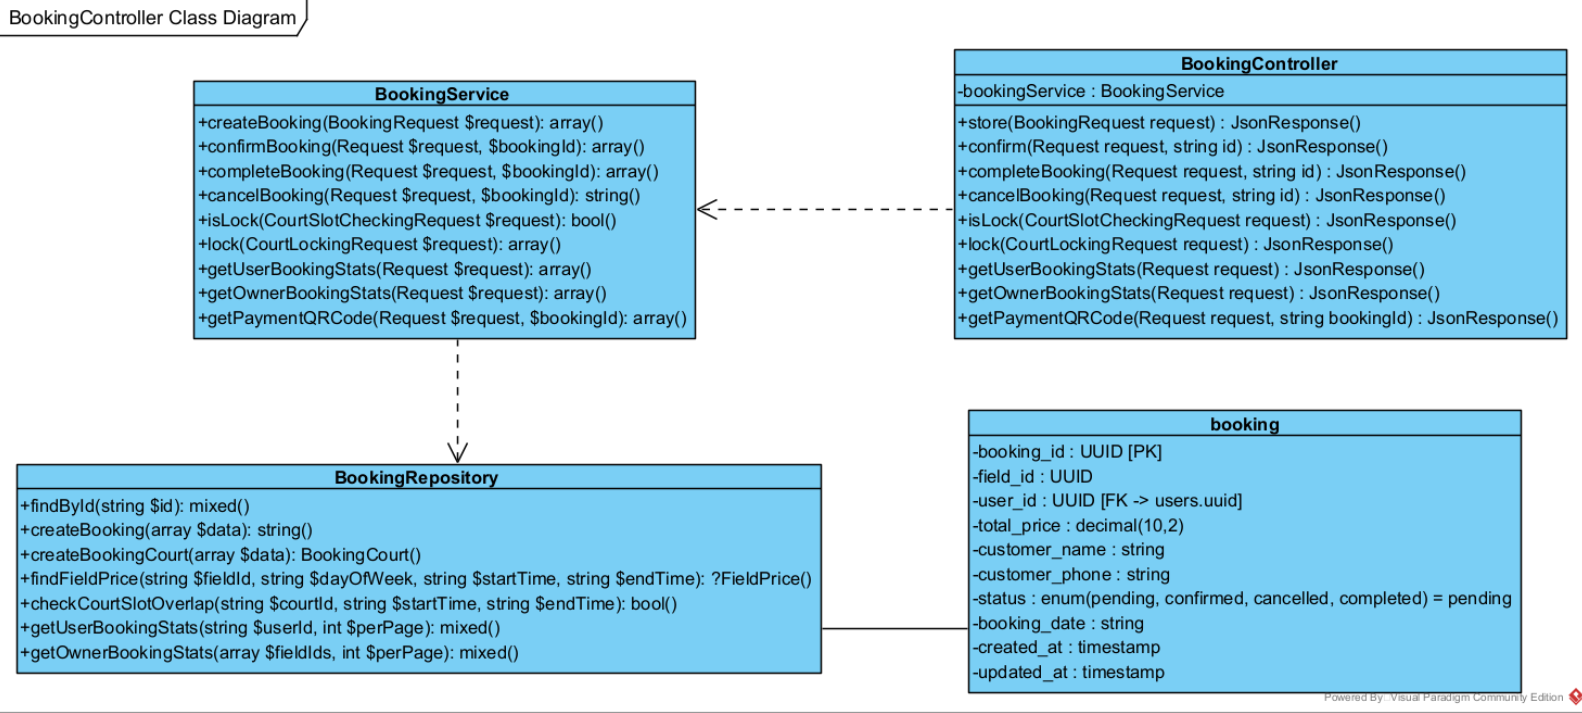 BookingController Class Diagram
BookingService
+createBooking(BookingRequest $request): array()
+confirmBooking(Request $request, $bookingId): array()
+completeBooking(Request $request, $bookingId): array()
+cancelBooking(Request $request, $bookingId): string()
+isLock(CourtSlotCheckingRequest $request): bool()
+lock(CourtLockingRequest $request): array()
+getUserBookingStats(Request $request): array()
+getOwnerBookingStats(Request $request): array()
+getPaymentQRCode(Request $request, $bookingId): array()
BookingController
-bookingService : BookingService
+store(BookingRequest request) : JsonResponse()
+confirm(Request request, string id) : JsonResponse()
+completeBooking(Request request, string id) : JsonResponse()
+cancelBooking(Request request, string id) : JsonResponse()
+isLock(CourtSlotCheckingRequest request) : JsonResponse()
+lock(CourtLockingRequest request) : JsonResponse()
+getUserBookingStats(Request request) : JsonResponse()
+getOwnerBookingStats(Request request) : JsonResponse()
+getPaymentQRCode(Request request, string bookingId) : JsonResponse()
BookingRepository
+findById(string $id): mixed()
+createBooking(array $data): string()
+createBookingCourt(array $data): BookingCourt()
+findFieldPrice(string $fieldId, string $dayOfWeek, string $startTime, string $endTime): ?FieldPrice()
+checkCourtSlotOverlap(string $courtId, string $startTime, string $endTime): bool()
+getUserBookingStats(string $userId, int $perPage): mixed()
+getOwnerBookingStats(array $fieldIds, int $perPage): mixed()
booking
-booking_id : UUID [PK]
-field_id : UUID
-user_id : UUID [FK -> users.uuid]
-total_price : decimal(10,2)
-customer_name : string
-customer_phone : string
-status : enum(pending, confirmed, cancelled, completed) = pending
-booking_date : string
-created_at : timestamp
-updated_at : timestamp
Powered By Visual Paradigm Community Edition